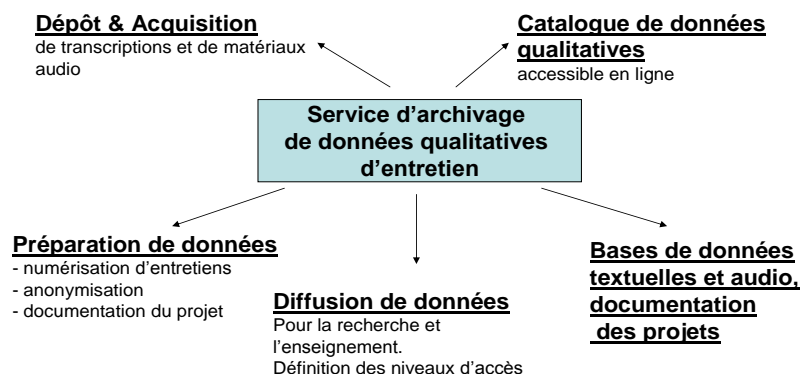 Dépôt & Acquisition
de transcriptions et de matériaux
audio
Catalogue de données
qualitatives
accessible en ligne
Service d'archivage
de données qualitatives
d'entretien
Préparation de données
- numérisation d'entretiens
- anonymisation
- documentation du projet
Diffusion de données
Pour la recherche et
l'enseignement.
Définition des niveaux d'accès
Bases de données
textuelles et audio,
documentation
des projets